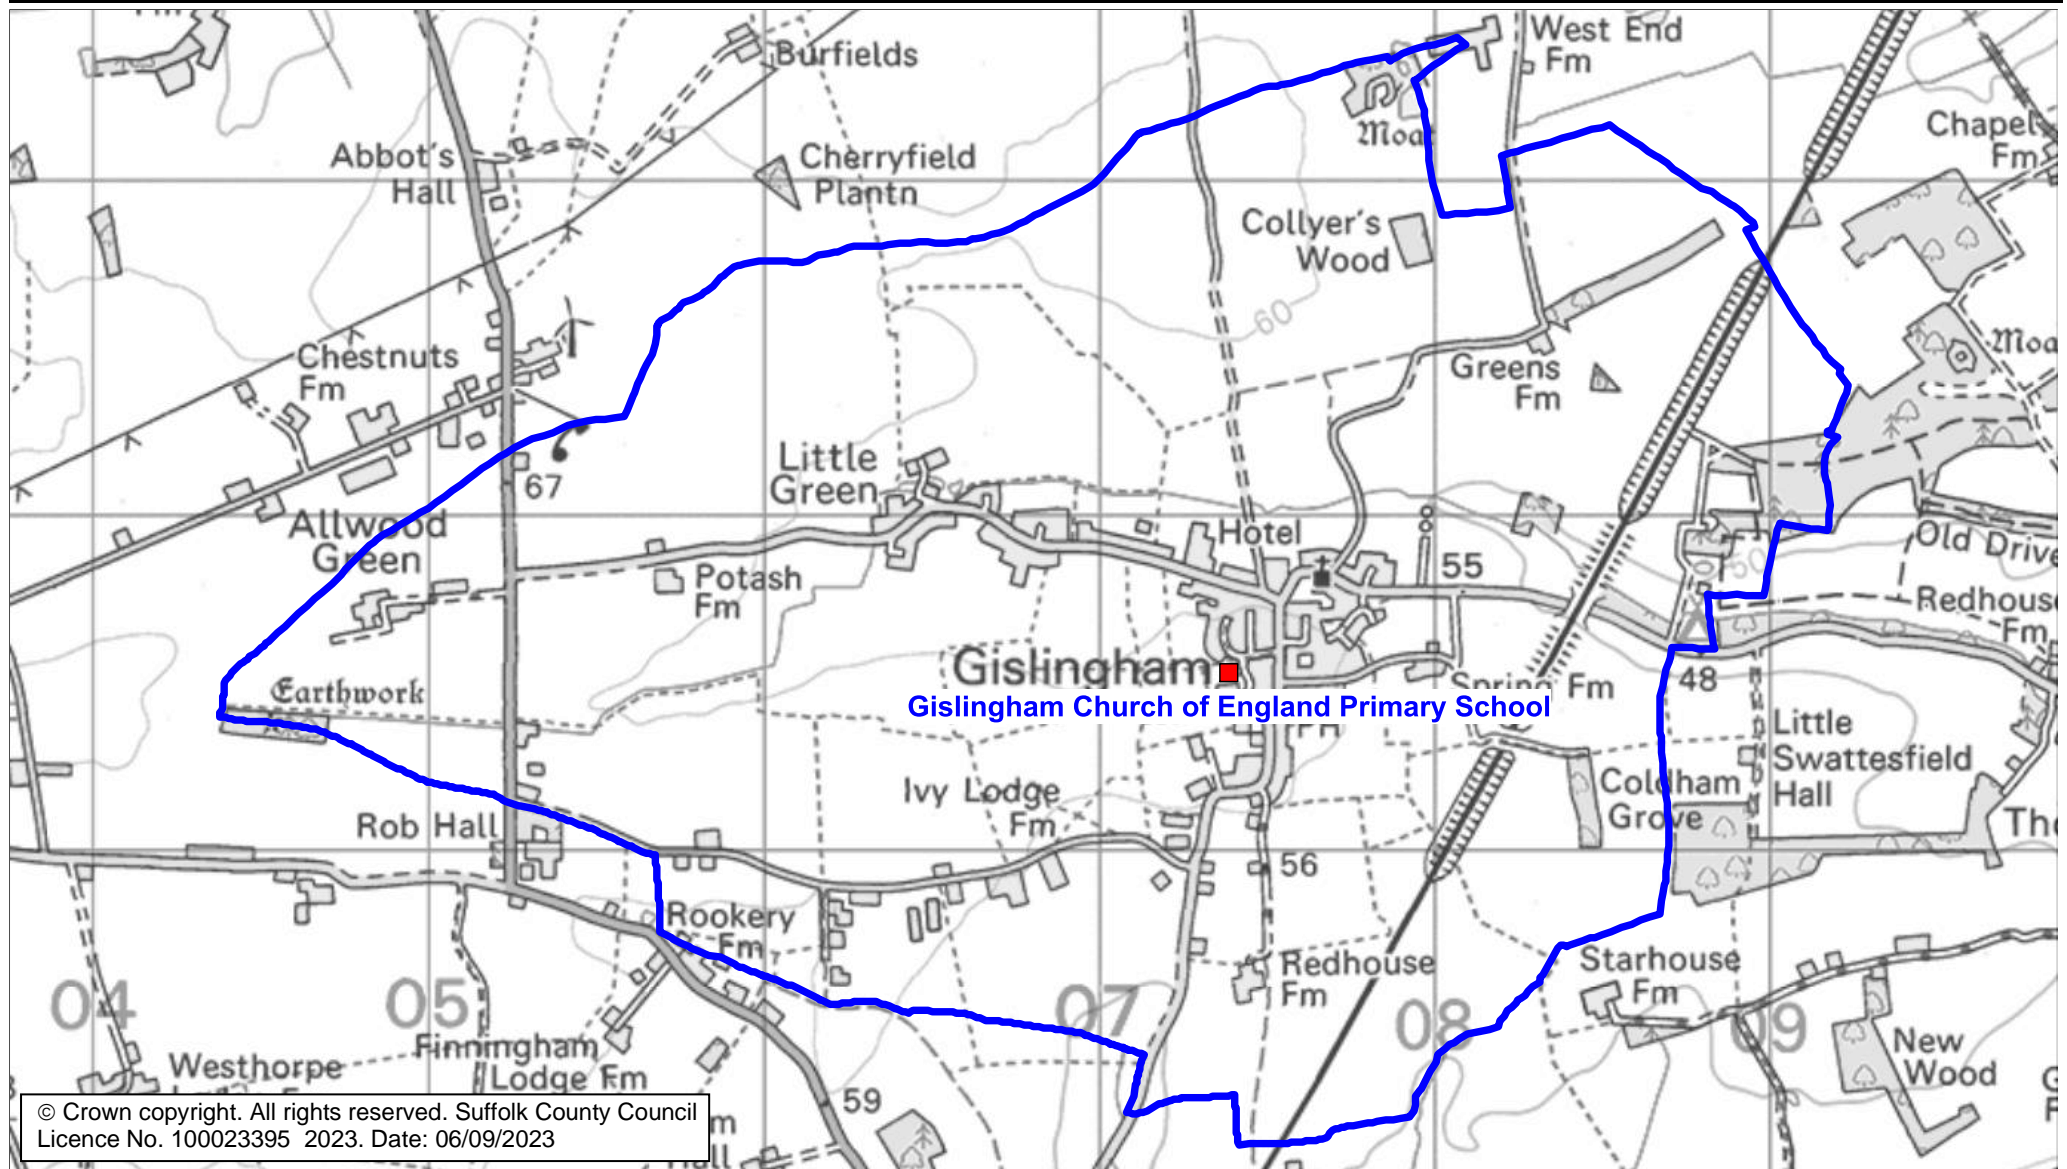 West End
Fm
Burfields
Chapel
Fm
Moat
Abbot's
Hall
Cherryfield
Plantn
Collyer's
Wood
60
Moa
Chestnuts
Fm
Greens
Fm
67
Little
Green
Allwood
Green
Hotel
Old Drive
Potash
Fm
55
50
Redhouse
Fm
Earthwork
Gislingham
Spring Fm
48
Gislingham Church of England Primary School
PH
Little
Swattesfield
Hall
Ivy Lodge
Fm
Coldham
Grove
Rob Hall
The
56
Rookery
Fm
Redhouse
Fm
Starhouse
Fm
04
05
07
08
09
New
Wood
Finningham
Lodge Fm
Westhorpe
59
© Crown copyright. All rights reserved. Suffolk County Council
Licence No. 100023395 2023. Date: 06/09/2023